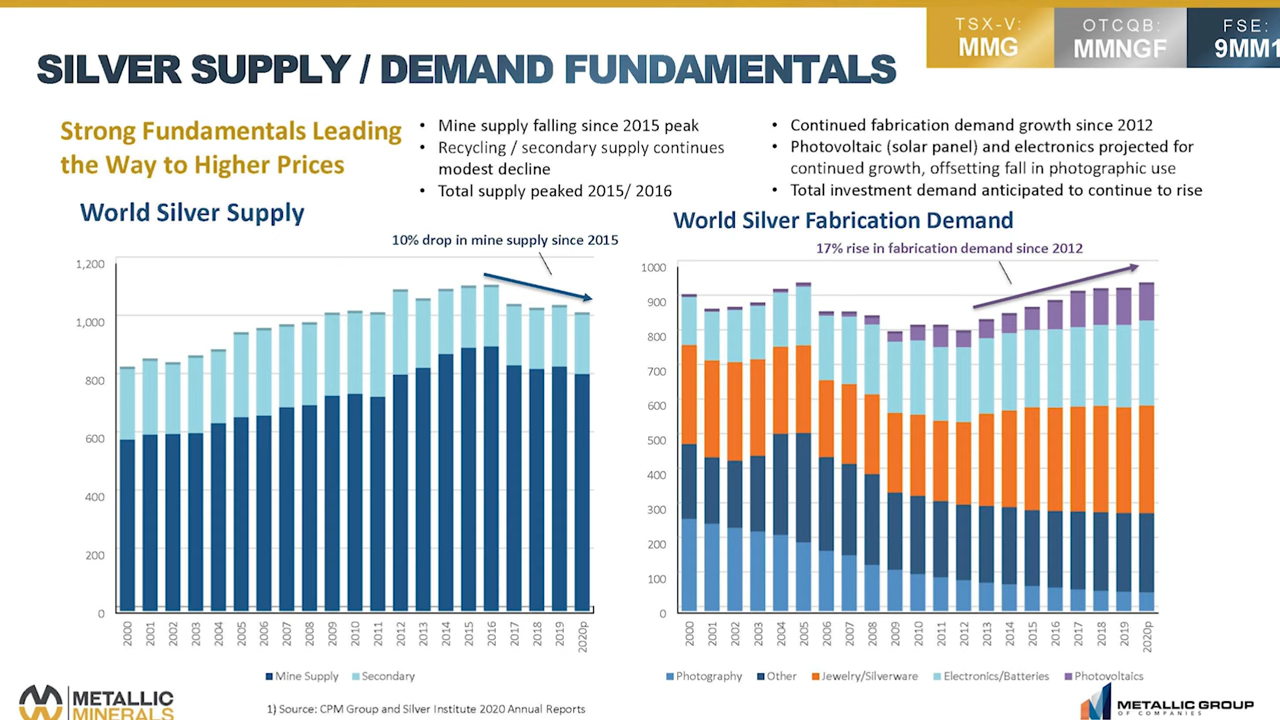 TSX-V:
MMG
OTCQB:
MMNGF
FSE:
9MM1
SILVER SUPPLY / DEMAND FUNDAMENTALS
Strong Fundamentals Leading
the Way to Higher Prices
• Mine supply falling since 2015 peak
• Recycling / secondary supply continues
modest decline
• Total supply peaked 2015/ 2016
• Continued fabrication demand growth since 2012
• Photovoltaic (solar panel) and electronics projected for
continued growth, offsetting fall in photographic use
• Total investment demand anticipated to continue to rise
World Silver Supply
10% drop in mine supply since 2015
1,200
1,000
800
600
400
200
0
2000 2001 2002 2003 2004 2005 2006 2007 2008 2009 2010 2011 2012 2013 2014 2015 2016 2017 2018 2019 2020p
Mine Supply Secondary
World Silver Fabrication Demand
17% rise in fabrication demand since 2012
1000
900
800
700
600
500
400
300
200
100
0
2000 2001 2002 2003 2004 2005 2006 2007 2008 2009 2010 2011 2012 2013 2014 2015 2016 2017 2018 2019 2020p
Photography Other Jewelry/Silverware Electronics/Batteries Photovoltaics
METALLIC
MINERALS
1) Source: CPM Group and Silver Institute 2020 Annual Reports
METALLIC GROUP
OF COMPANIES